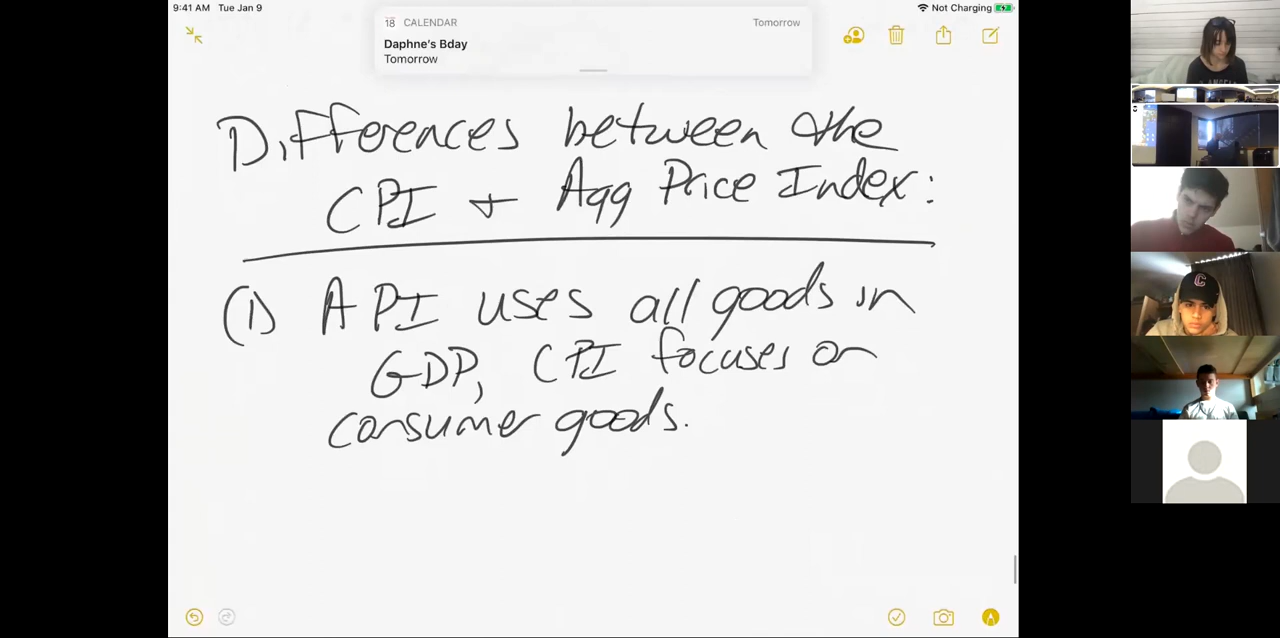 9:41 AM Tue Jan 9
Not Charging
18 CALENDAR
Tomorrow
Daphne's Bday
Tomorrow
Differences between the
CPI + Agg Price Index:
(1) API uses all goods in
GDP, CPI focuses on
consumer goods.
C